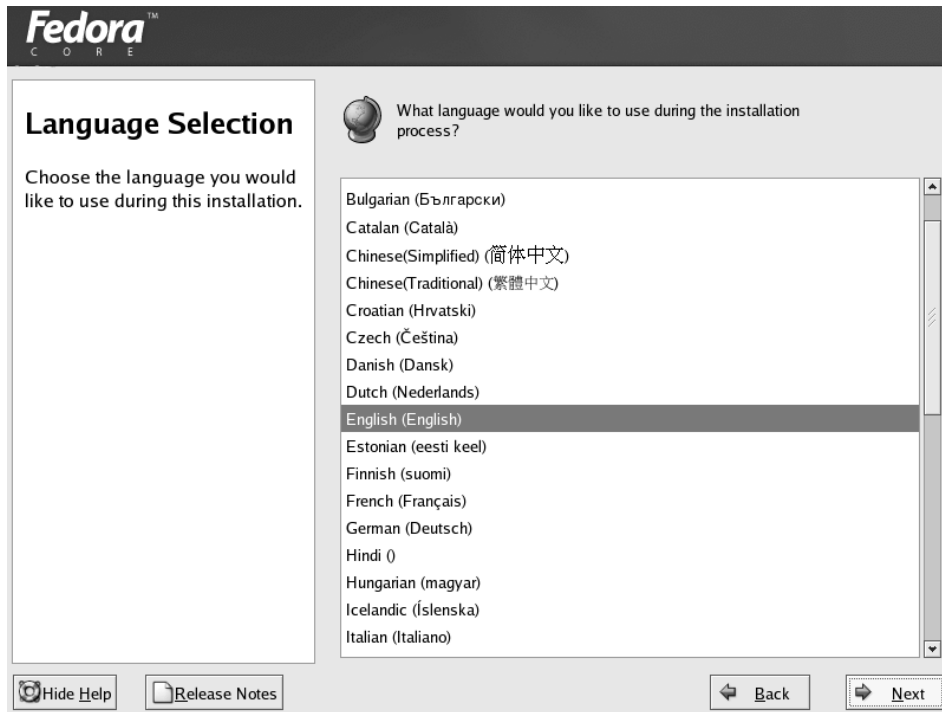 Fedora™
CORE
Language Selection
Choose the language you would
like to use during this installation.
What language would you like to use during the installation
process?
Bulgarian (Български)
Catalan (Català)
Chinese(Simplified) (简体中文)
Chinese(Traditional) (繁體中文)
Croatian (Hrvatski)
Czech (Čeština)
Danish (Dansk)
Dutch (Nederlands)
English (English)
Estonian (eesti keel)
Finnish (suomi)
French (Français)
German (Deutsch)
Hindi ()
Hungarian (magyar)
Icelandic (Íslenska)
Italian (Italiano)
Hide Help
Release Notes
Back
Next